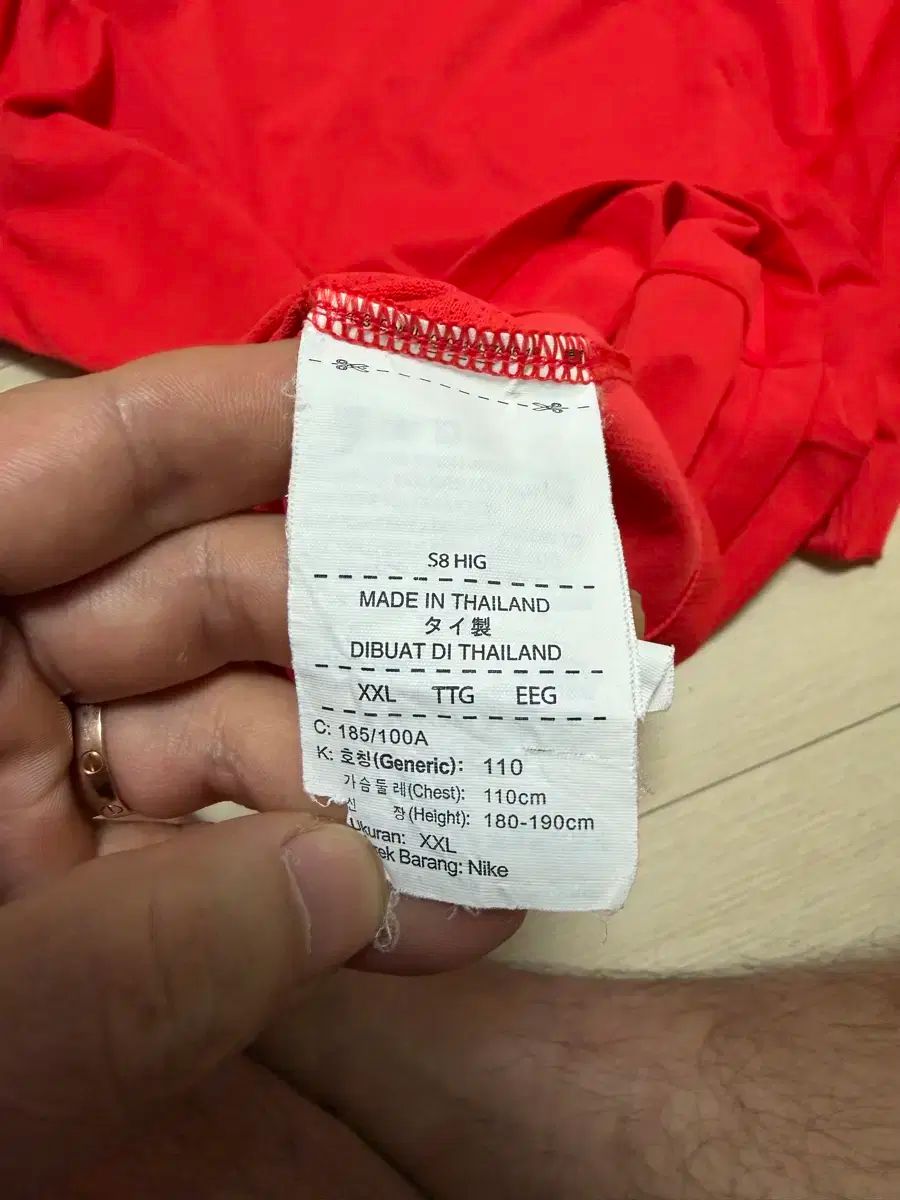 S8 HIG
MADE IN THAILAND
タイ製
DIBUAT DI THAILAND
XXL TTG EEG
C: 185/100A
K: 호칭(Generic): 110
가슴둘레(Chest): 110cm
신장(Height): 180-190cm
Ukuran: XXL
Barang: Nike